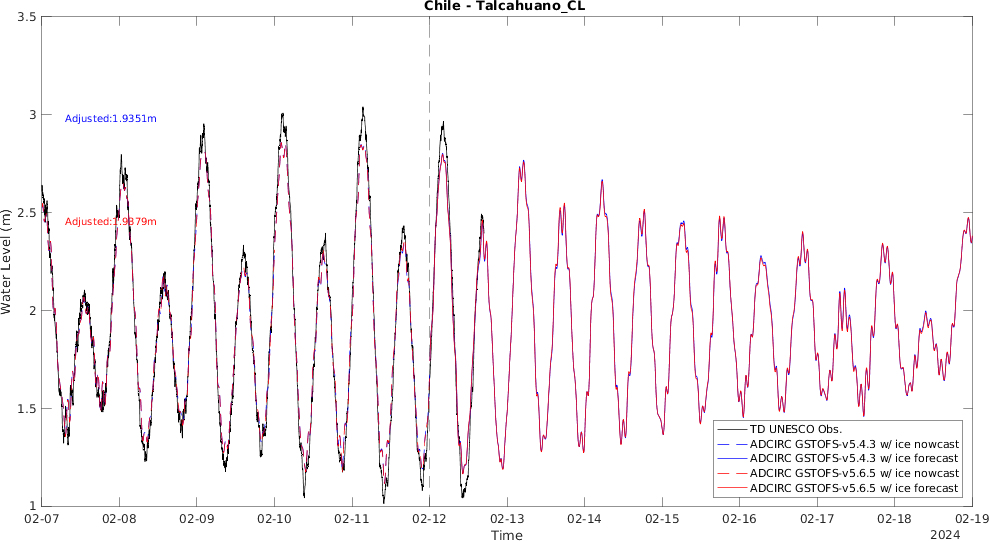 Chile - Talcahuano_CL
3.5
3
2.5
2
1.5
1
Water Level (m)
Adjusted:1.9351m
Adjusted:1.9379m
TD UNESCO Obs.
ADCIRC GSTOFS-v5.4.3 w/ ice nowcast
ADCIRC GSTOFS-v5.4.3 w/ ice forecast
ADCIRC GSTOFS-v5.6.5 w/ ice nowcast
ADCIRC GSTOFS-v5.6.5 w/ ice forecast
02-07 02-08 02-09 02-10 02-11 02-12 02-13 02-14 02-15 02-16 02-17 02-18 02-19
Time
2024